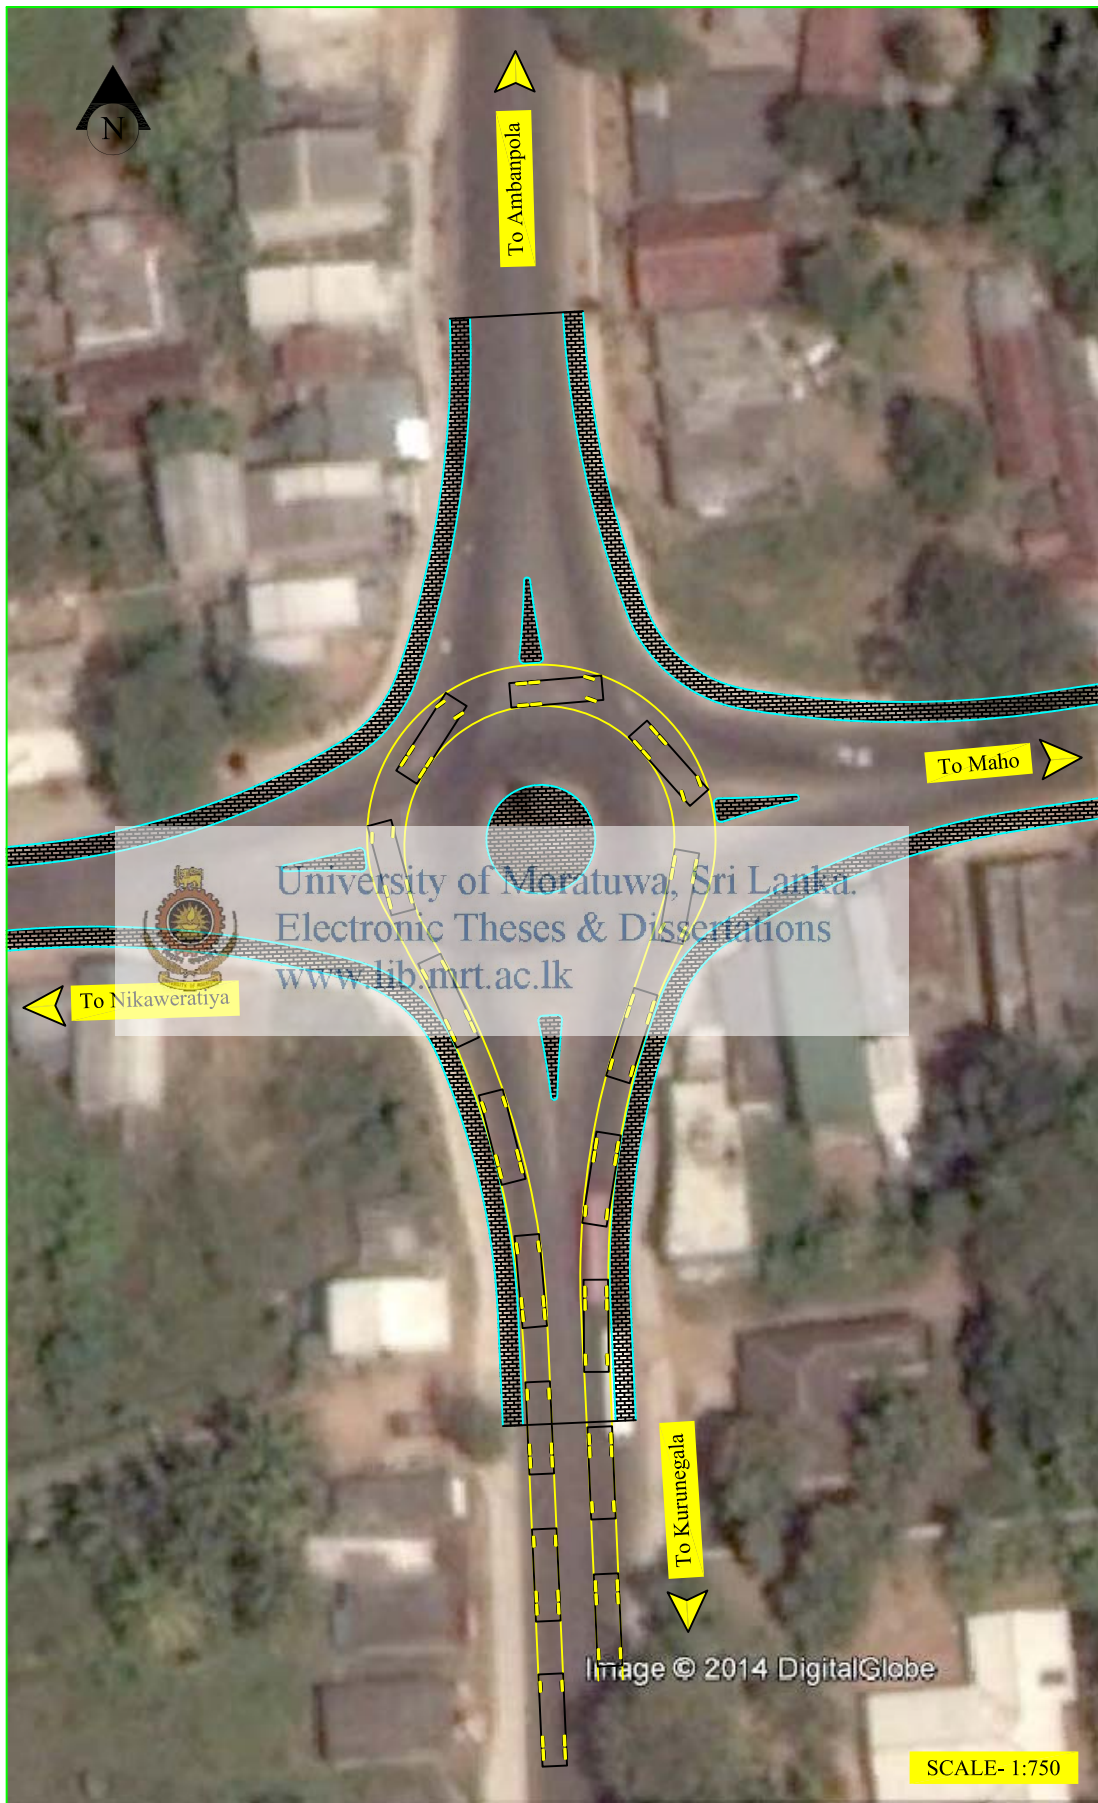 N
To Ambanpola
To Maho
University of Moratuwa, Sri Lanka.
Electronic Theses & Dissertations
www.lib.mrt.ac.lk
To Nikaweratiya
To Kurunegala
Image © 2014 DigitalGlobe
SCALE- 1:750